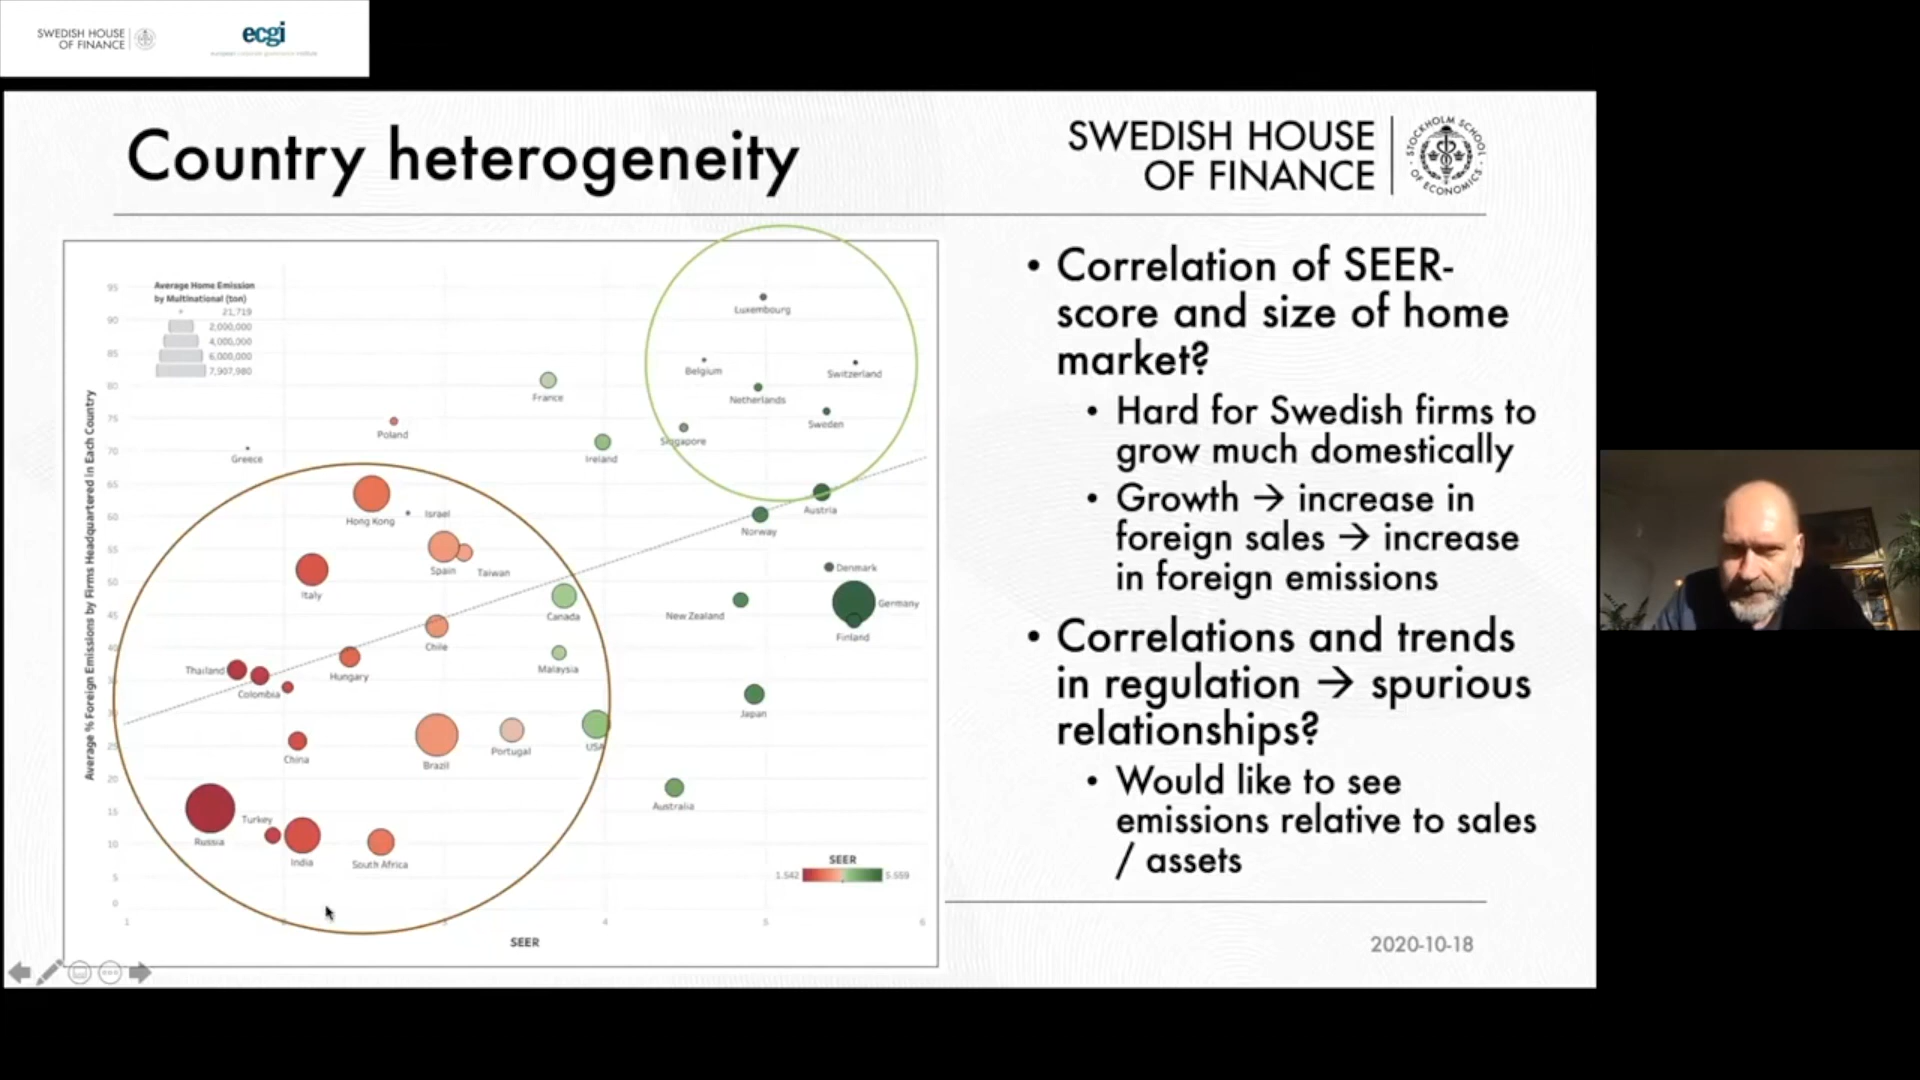 SWEDISH HOUSE
OF FINANCE
ecgi
Country heterogeneity
SWEDISH HOUSE
OF FINANCE
STOCKHOLM SCHOOL
OF ECONOMICS
Average Home Emission
by Multinational (ton)
21,719
2,000,000
4,000,000
6,000,000
7,907,980
Average % Foreign Emissions by Firms Headquartered in Each Country
95
90
85
80
75
70
65
60
55
50
45
40
25
20
15
10
5
0
Luxembourg
Belgium
Switzerland
Netherlands
France
Sweden
Poland
Singapore
Greece
Ireland
Hong Kong
Israel
Austria
Norway
Spain
Taiwan
Denmark
Italy
Germany
Canada
New Zealand
Finland
Chile
Thailand
Hungary
Malaysia
Colombia
Japan
China
Brazil
Portugal
USA
Australia
Turkey
Russia
India
South Africa
SEER
1.542
5.559
1
4
5
6
SEER
• Correlation of SEER-
score and size of home
market?
• Hard for Swedish firms to
grow much domestically
• Growth → increase in
foreign sales → increase
in foreign emissions
• Correlations and trends
in regulation → spurious
relationships?
• Would like to see
emissions relative to sales
/ assets
2020-10-18